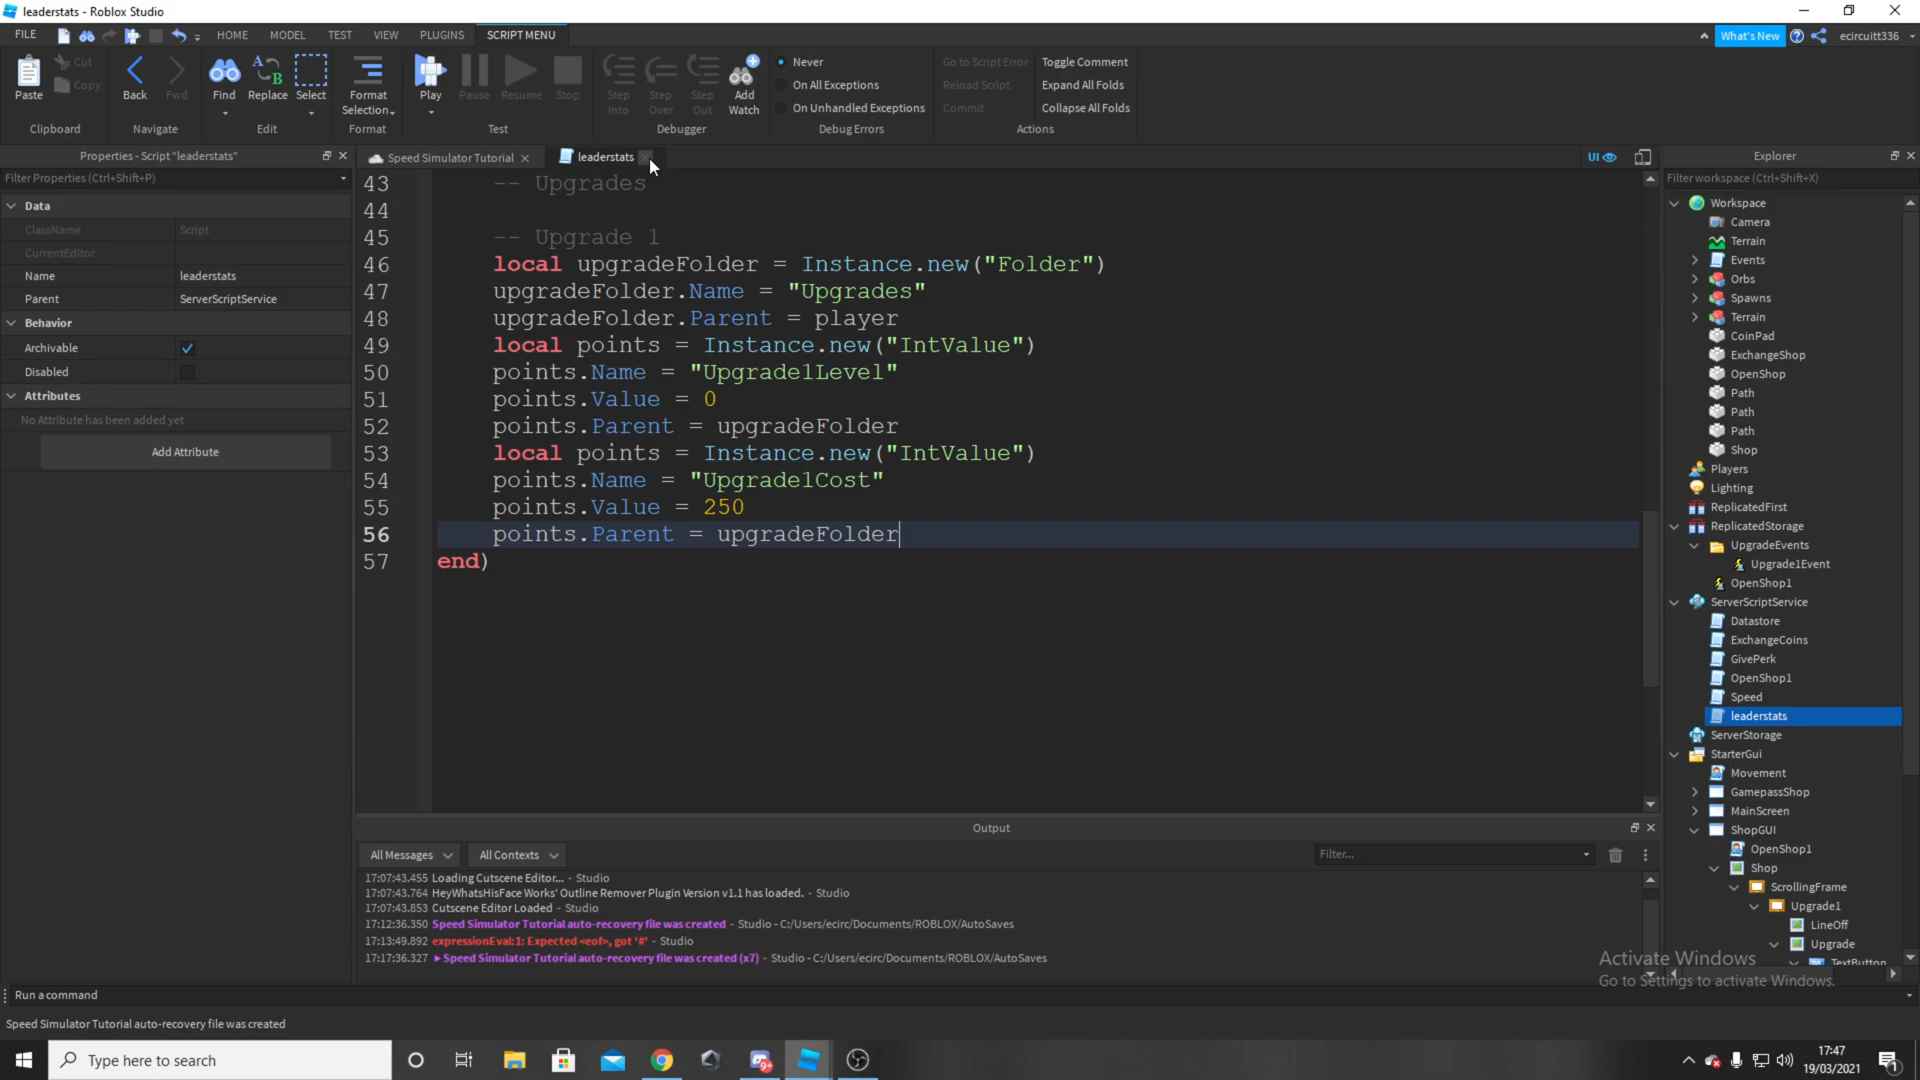 leaderstats - Roblox Studio
FILE HOME MODEL TEST VIEW PLUGINS SCRIPT MENU What's New ecircuitt336
Paste Cut Copy Back Fwd Find Replace Select Format Selection Play Pause Resume Stop Step Into Step Over Step Out Add Watch
Never
On All Exceptions
On Unhandled Exceptions
Go to Script Error
Reload Script
Commit
Toggle Comment
Expand All Folds
Collapse All Folds
Clipboard Navigate Edit Format Test Debugger Debug Errors Actions
Properties - Script "leaderstats"
Filter Properties (Ctrl+Shift+P)
Data
ClassName Script
CurrentEditor
Name leaderstats
Parent ServerScriptService
Behavior
Archivable
Disabled
Attributes
No Attribute has been added yet
Add Attribute
Speed Simulator Tutorial leaderstats UI
43 -- Upgrades
44
45 -- Upgrade 1
46 local upgradeFolder = Instance.new("Folder")
47 upgradeFolder.Name = "Upgrades"
48 upgradeFolder.Parent = player
49 local points = Instance.new("IntValue")
50 points.Name = "Upgrade1Level"
51 points.Value = 0
52 points.Parent = upgradeFolder
53 local points = Instance.new("IntValue")
54 points.Name = "Upgrade1Cost"
55 points.Value = 250
56 points.Parent = upgradeFolder
57 end)
Output
All Messages All Contexts Filter...
17:07:43.455 Loading Cutscene Editor... - Studio
17:07:43.764 HeyWhatsHisFace Works' Outline Remover Plugin Version v1.1 has loaded. - Studio
17:07:43.853 Cutscene Editor Loaded - Studio
17:12:36.350 Speed Simulator Tutorial auto-recovery file was created - Studio - C:/Users/ecirc/Documents/ROBLOX/AutoSaves
17:13:49.892 expressionEval:1: Expected <eof>, got '#' - Studio
17:17:36.327 ►Speed Simulator Tutorial auto-recovery file was created (x7) - Studio - C:/Users/ecirc/Documents/ROBLOX/AutoSaves
Explorer
Filter workspace (Ctrl+Shift+X)
Workspace
Camera
Terrain
Events
Orbs
Spawns
Terrain
CoinPad
ExchangeShop
OpenShop
Path
Path
Path
Shop
Players
Lighting
ReplicatedFirst
ReplicatedStorage
UpgradeEvents
Upgrade1Event
OpenShop1
ServerScriptService
Datastore
ExchangeCoins
GivePerk
OpenShop1
Speed
leaderstats
ServerStorage
StarterGui
Movement
GamepassShop
MainScreen
ShopGUI
OpenShop1
Shop
ScrollingFrame
Upgrade1
LineOff
Upgrade
TextButton
Activate Windows
Go to Settings to activate Windows.
Run a command
Speed Simulator Tutorial auto-recovery file was created
Type here to search
9+
17:47
19/03/2021
1